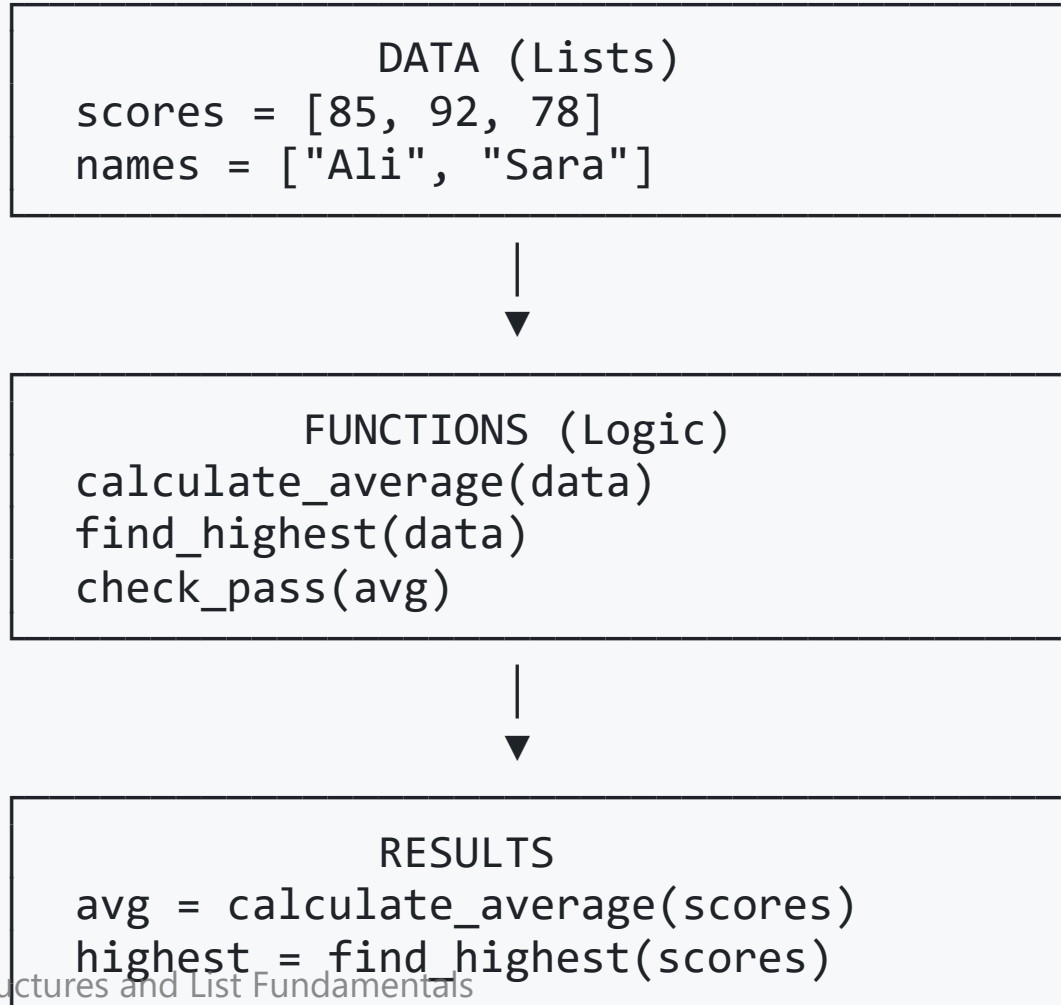 DATA (Lists)
scores = [85, 92, 78]
names = ["Ali", "Sara"]
FUNCTIONS (Logic)
calculate_average(data)
find_highest(data)
check_pass(avg)
RESULTS
avg = calculate_average(scores)
highest = find_highest(scores)
and List Fundamentals